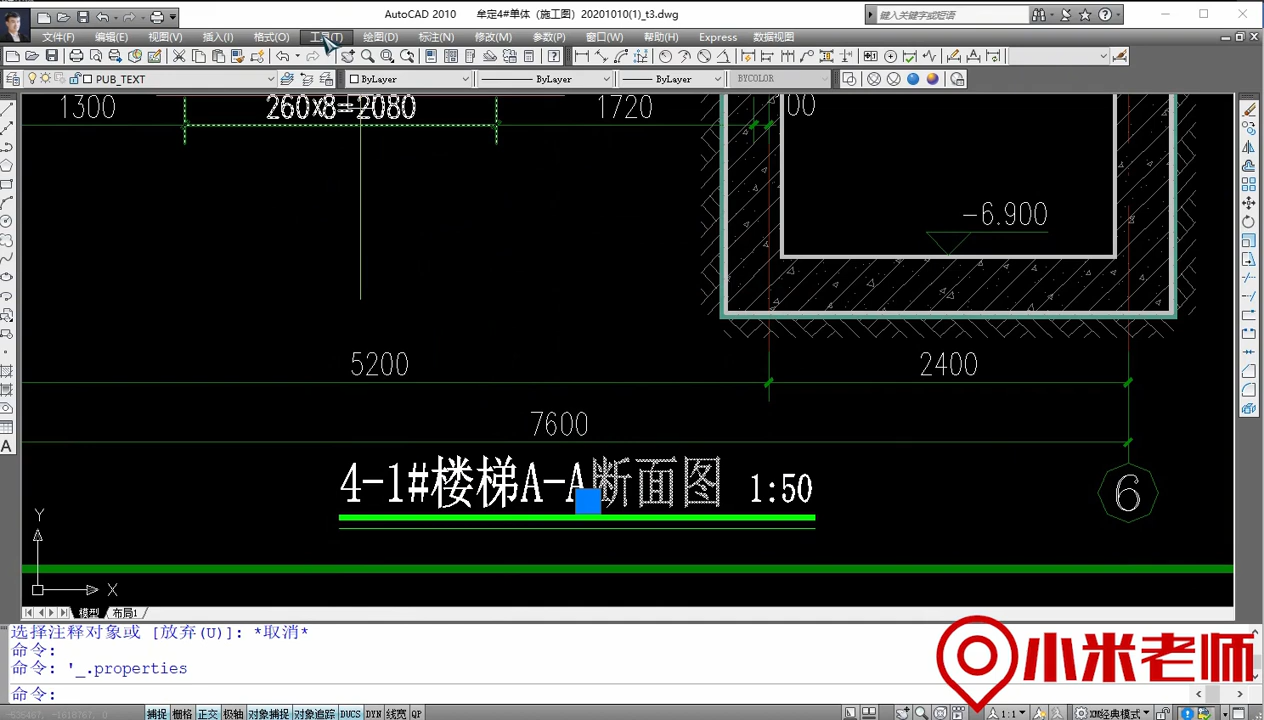 AutoCAD 2010 牟定4#单体（施工图）20201010(1)_t3.dwg
键入关键字或短语
文件(F) 编辑(E) 视图(V) 插入(I) 格式(O) 工具(T) 绘图(D) 标注(N) 修改(M) 参数(P) 窗口(W) 帮助(H) Express 数据视图
PUB_TEXT ByLayer ByLayer ByLayer BYCOLOR
1300 260x8=2080 1720 00
-6.900
5200 2400
7600
4-1#楼梯A-A断面图 1:50
6
Y
X
A
模型 布局1
选择注释对象或 [放弃(U)]: *取消*
命令:
命令: '_.properties
命令:
小米老师
捕捉 栅格 正交 极轴 对象捕捉 对象追踪 DUCS DYN 线宽 QP 1:1 XM经典模式